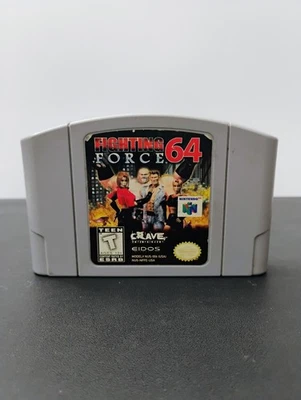 FIGHTING
FORCE 64
NINTENDO 64
TEEN
T
ESRB
CRAVE
ENTERTAINMENT
EIDOS